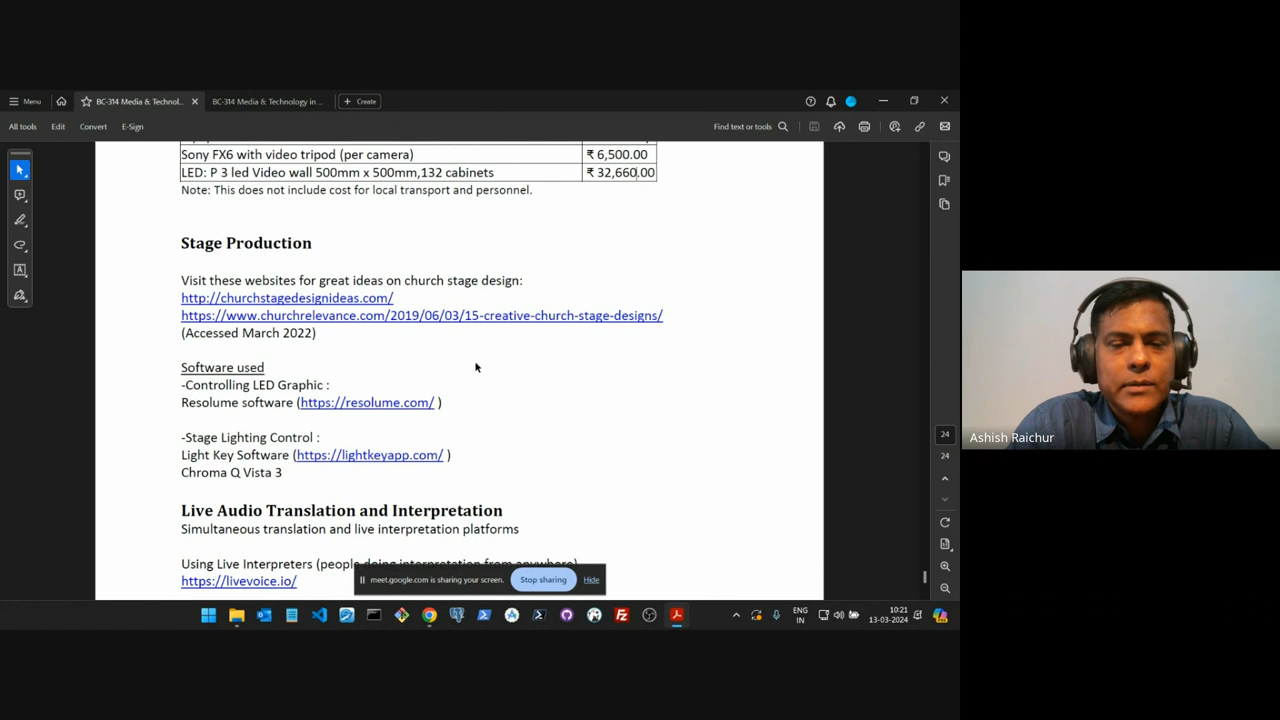 Menu
BC-314 Media & Technol...
BC-314 Media & Technology in ...
Create
All tools
Edit
Convert
E-Sign
Find text or tools
Sony FX6 with video tripod (per camera) ₹ 6,500.00
LED: P 3 led Video wall 500mm x 500mm,132 cabinets ₹ 32,660.00
Note: This does not include cost for local transport and personnel.
Stage Production
Visit these websites for great ideas on church stage design:
http://churchstagedesignideas.com/
https://www.churchrelevance.com/2019/06/03/15-creative-church-stage-designs/
(Accessed March 2022)
Software used
-Controlling LED Graphic :
Resolume software (https://resolume.com/ )
-Stage Lighting Control :
Light Key Software (https://lightkeyapp.com/ )
Chroma Q Vista 3
Live Audio Translation and Interpretation
Simultaneous translation and live interpretation platforms
Using Live Interpreters (people doing interpretation from anywhere)
https://livevoice.io/
meet.google.com is sharing your screen.
Stop sharing
Hide
24
24
Ashish Raichur
ENG
IN
10:21
13-03-2024